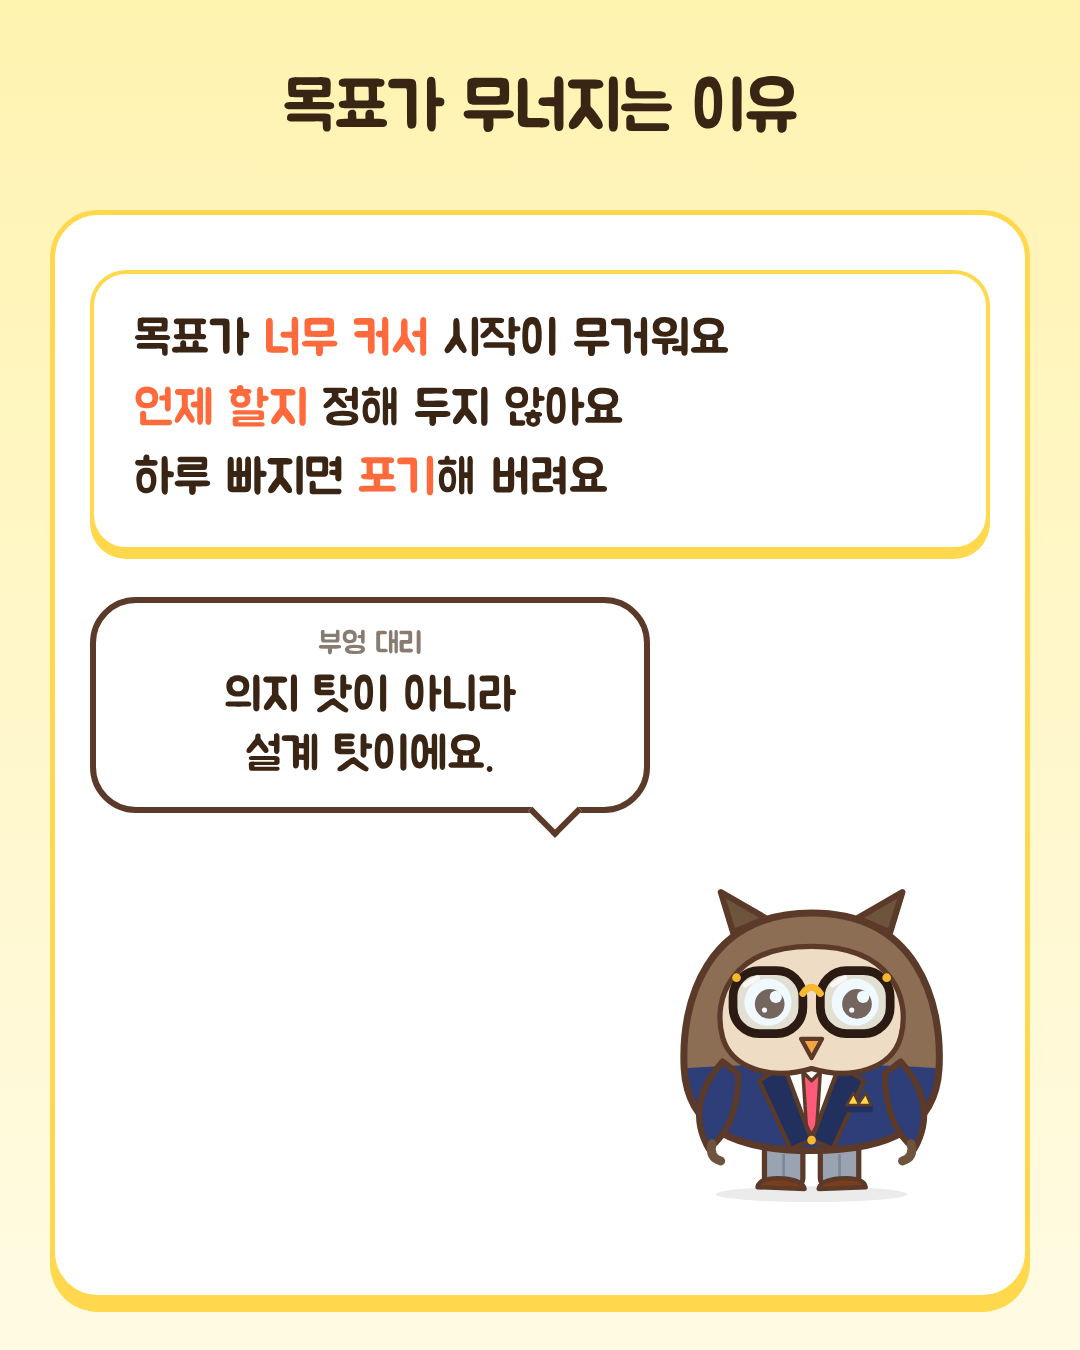 목표가 무너지는 이유
목표가 너무 커서 시작이 무거워요
언제 할지 정해 두지 않아요
하루 빠지면 포기해 버려요
부엉 대리
의지 탓이 아니라
설계 탓이에요.